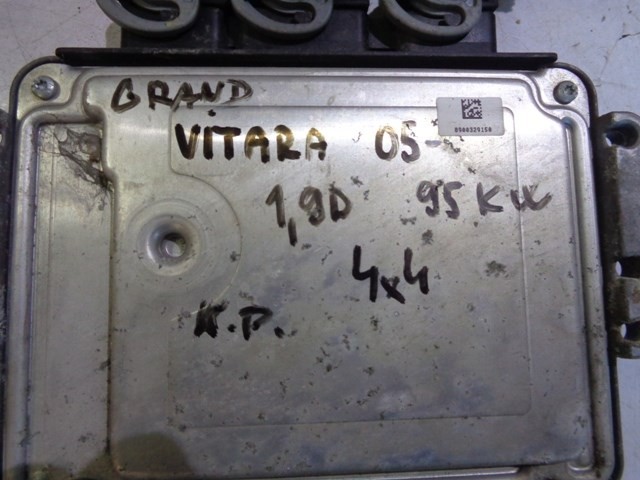 GRAND
VITARA 05-
1,9D 95 KW
4x4